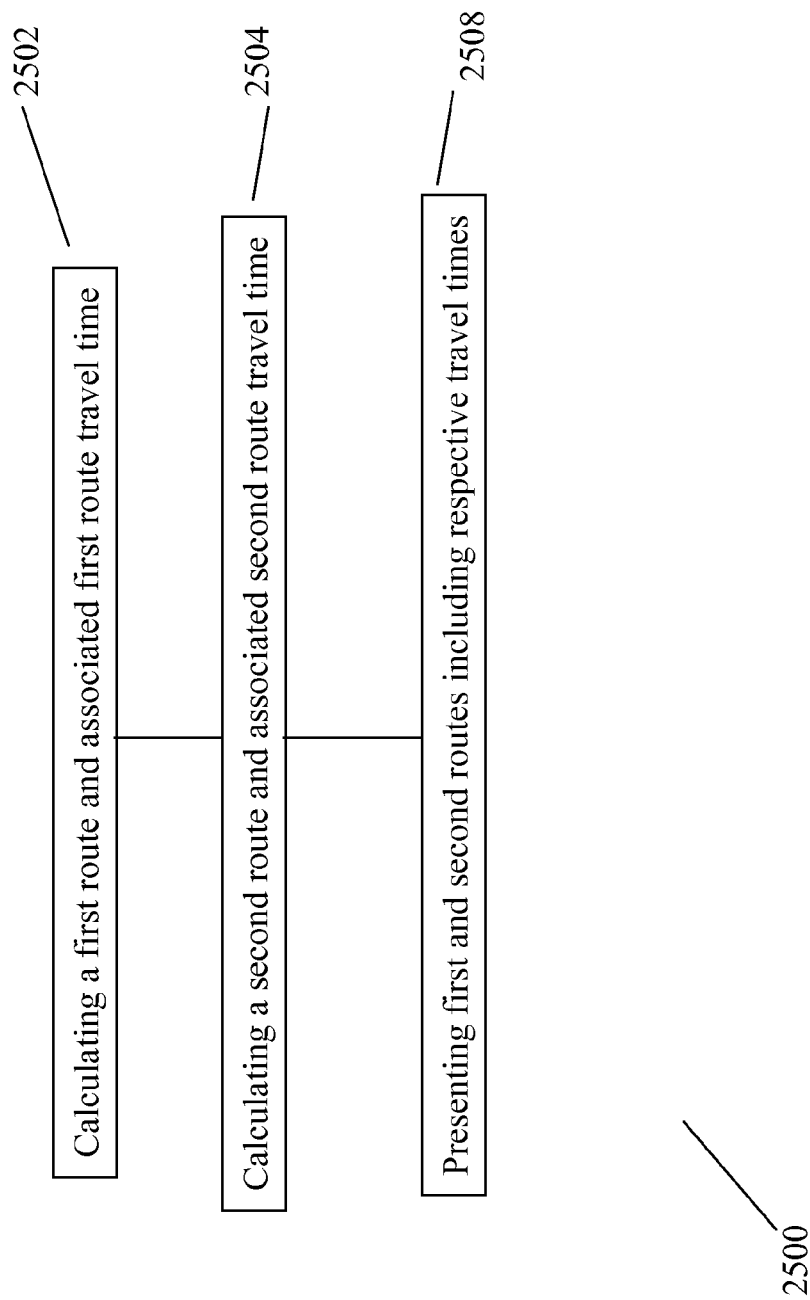 Calculating a first route and associated first route travel time
2502
Calculating a second route and associated second route travel time
2504
Presenting first and second routes including respective travel times
2508
2500